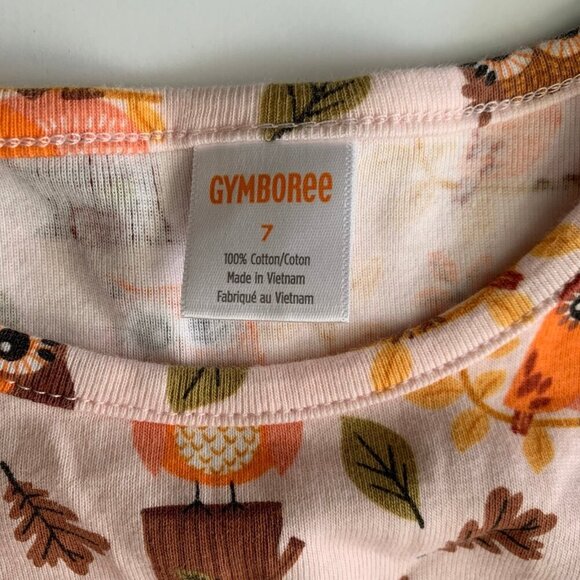 GYMBOREE
7
100% Cotton/Coton
Made in Vietnam
Fabriqué au Vietnam